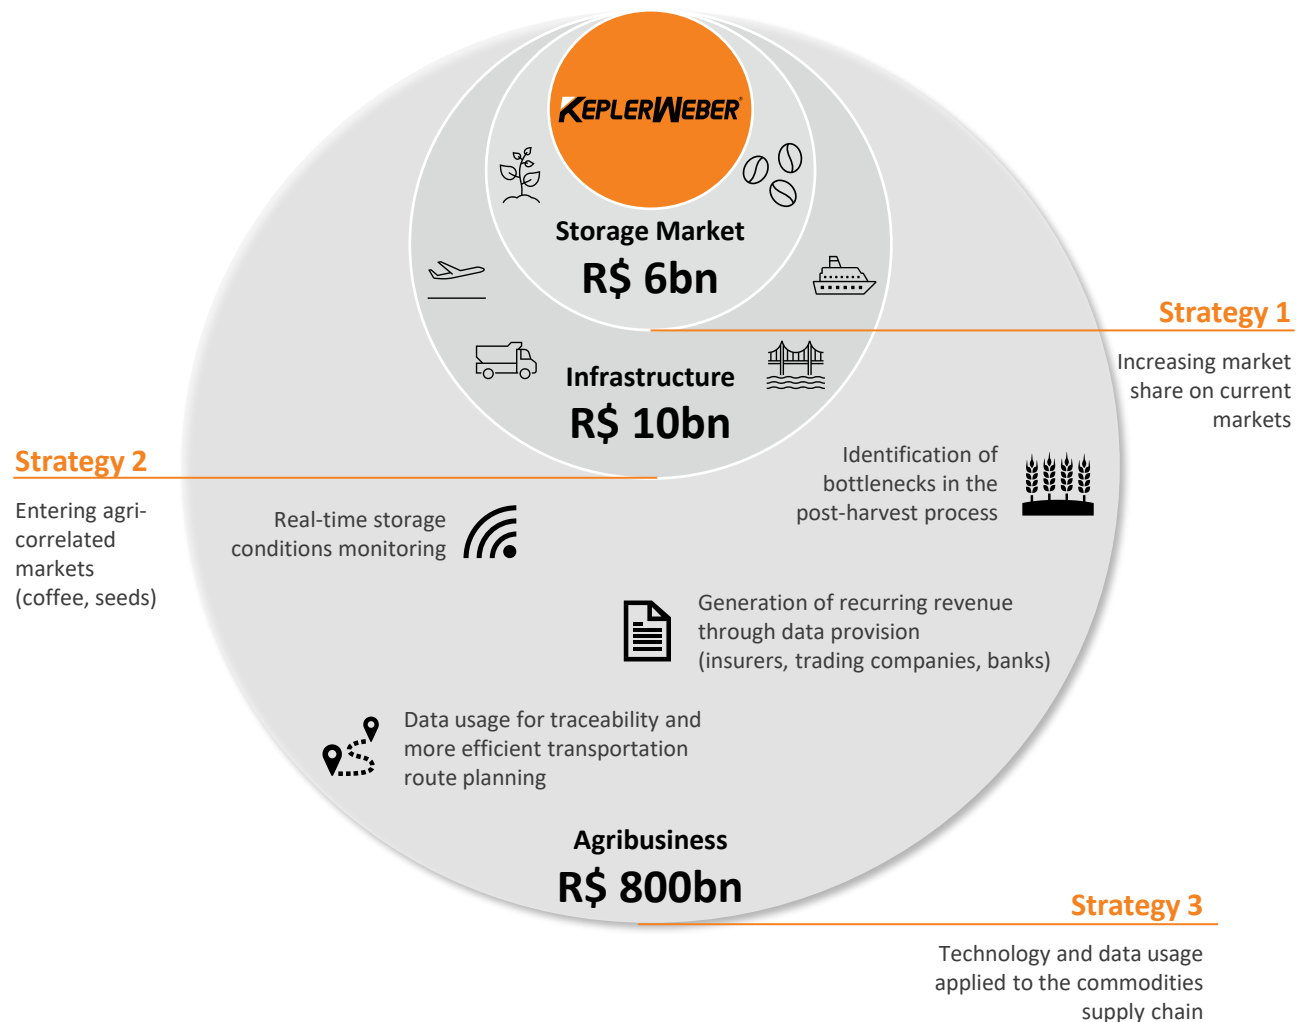 KEPLERWEBER
Storage Market
R$ 6bn
Strategy 1
Increasing market
share on current
markets
Infrastructure
R$ 10bn
Strategy 2
Entering agri-
correlated
markets
(coffee, seeds)
Identification of
bottlenecks in the
post-harvest process
Real-time storage
conditions monitoring
Generation of recurring revenue
through data provision
(insurers, trading companies, banks)
Data usage for traceability and
more efficient transportation
route planning
Agribusiness
R$ 800bn
Strategy 3
Technology and data usage
applied to the commodities
supply chain